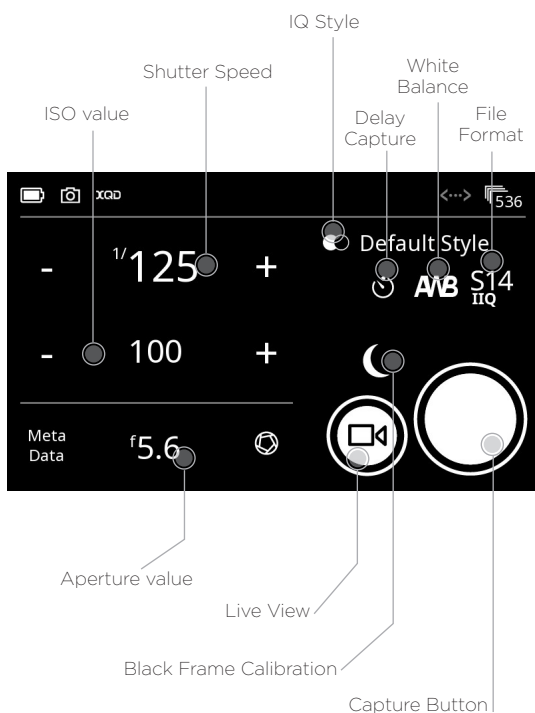 IQ Style
Shutter Speed
White
Balance
ISO value
Delay
Capture
File
Format
XQD
<--->
536
Default Style
- 1/125 +
AWB
S14
IIQ
- 100 +
Meta
Data
f5.6
Aperture value
Live View
Black Frame Calibration
Capture Button